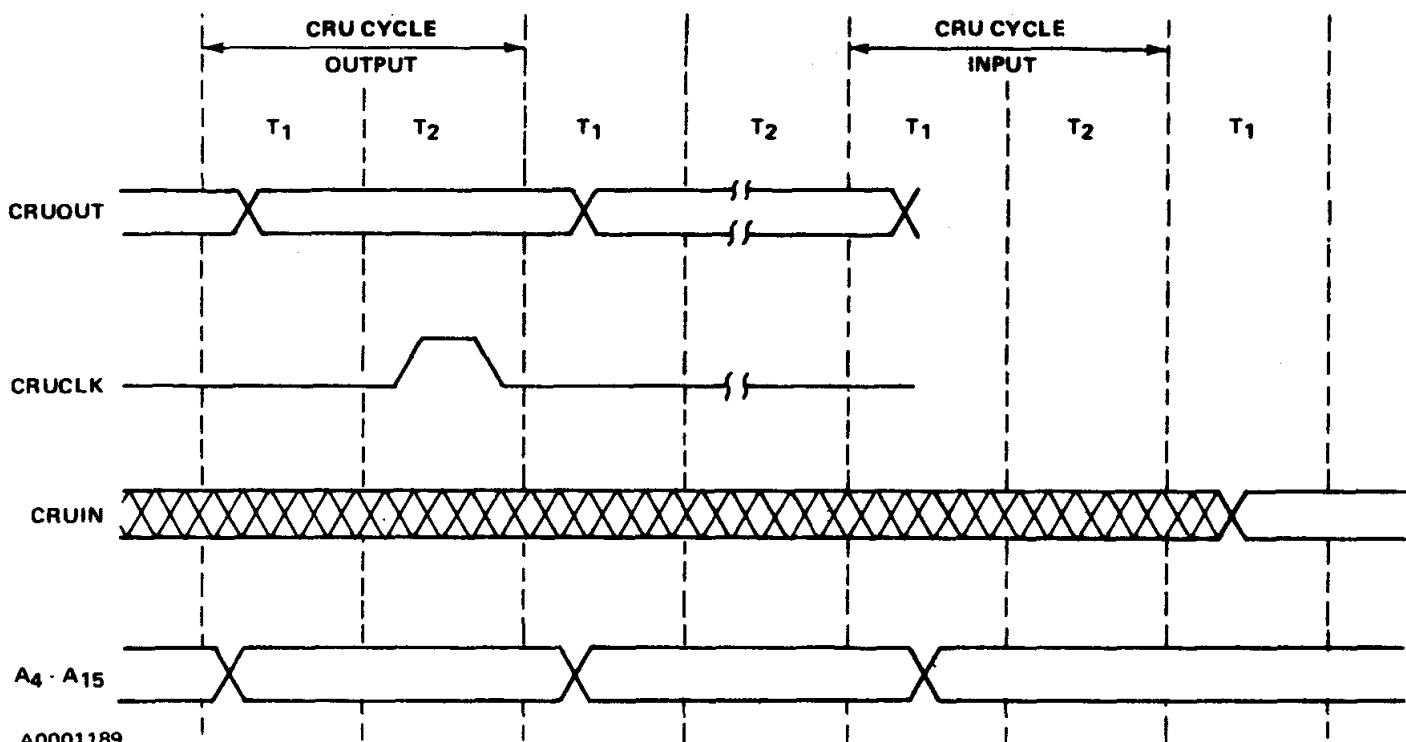 CRU CYCLE
OUTPUT
CRU CYCLE
INPUT
T1 T2 T1 T2 T1 T2 T1
CRUOUT
CRUCLK
CRUIN
A4 - A15
A0001189